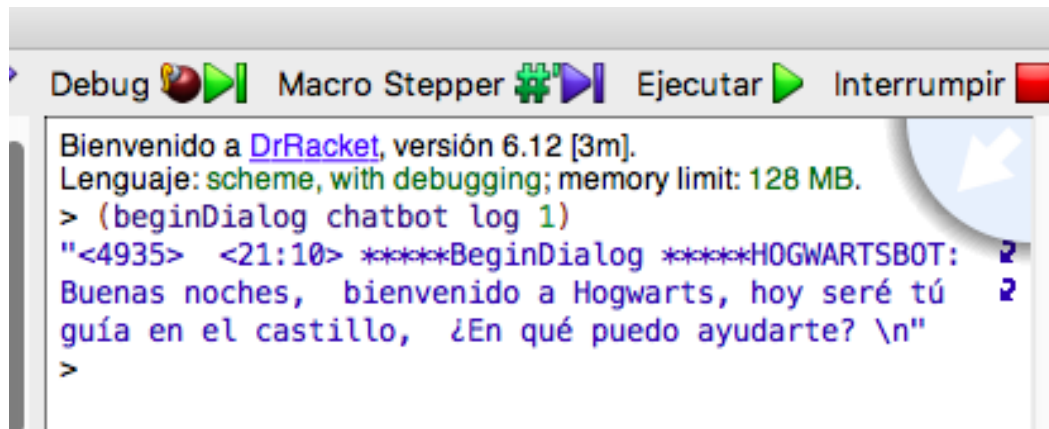 Debug Macro Stepper Ejecutar Interrumpir
Bienvenido a DrRacket, versión 6.12 [3m].
Lenguaje: scheme, with debugging; memory limit: 128 MB.
> (beginDialog chatbot log 1)
"<4935>  <21:10> *****BeginDialog *****HOGWARTSBOT:
Buenas noches,  bienvenido a Hogwarts, hoy seré tú
guía en el castillo,  ¿En qué puedo ayudarte? \n"
>